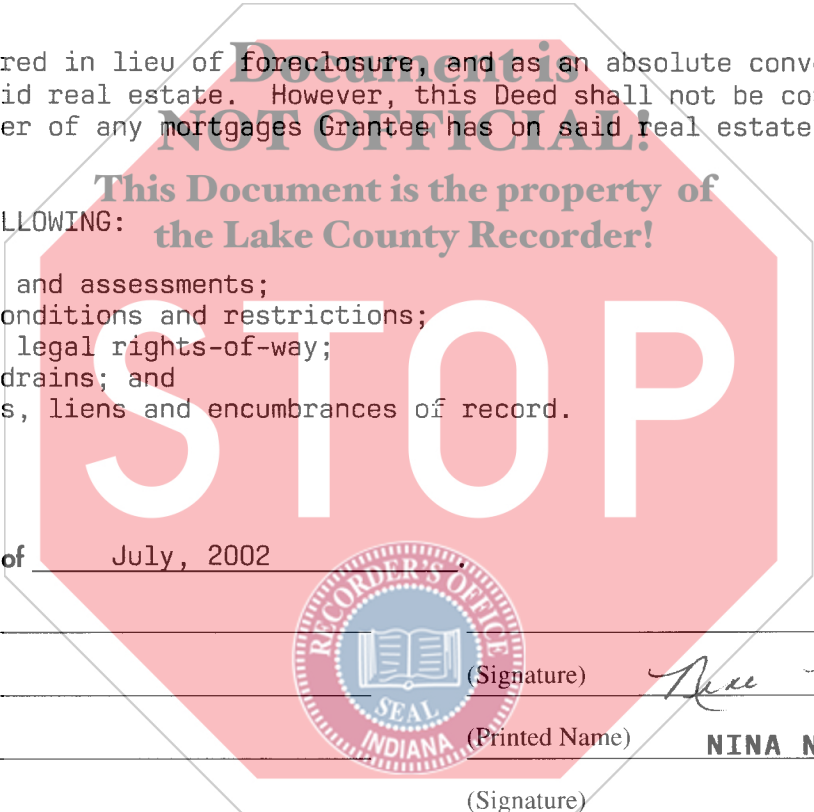 red in lieu of foreclosure, and as an absolute conv
Document is
id real estate. However, this Deed shall not be co
er of any mortgages Grantee has on said real estate
NOT OFFICIAL!
This Document is the property of
LLOWING:
the Lake County Recorder!
and assessments;
onditions and restrictions;
legal rights-of-way;
drains; and
s, liens and encumbrances of record.
STOP
of July, 2002.
RECORDER'S OFFICE
SEAL
INDIANA
(Signature) Nina
(Printed Name) NINA N
(Signature)